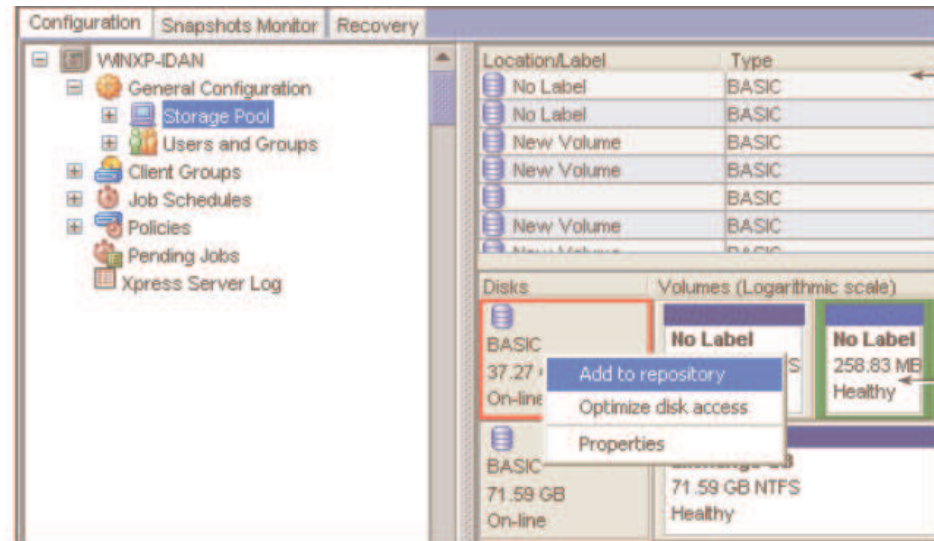 Configuration Snapshots Monitor Recovery
WINXP-IDAN
General Configuration
Storage Pool
Users and Groups
Client Groups
Job Schedules
Policies
Pending Jobs
Xpress Server Log
Location/Label Type
No Label BASIC
No Label BASIC
New Volume BASIC
New Volume BASIC
BASIC
New Volume BASIC
New Volume BASIC
Disks Volumes (Logarithmic scale)
BASIC
37.27
On-line
No Label
S
No Label
258.83 MB
Healthy
Add to repository
Optimize disk access
Properties
BASIC
71.59 GB
On-line
71.59 GB NTFS
Healthy